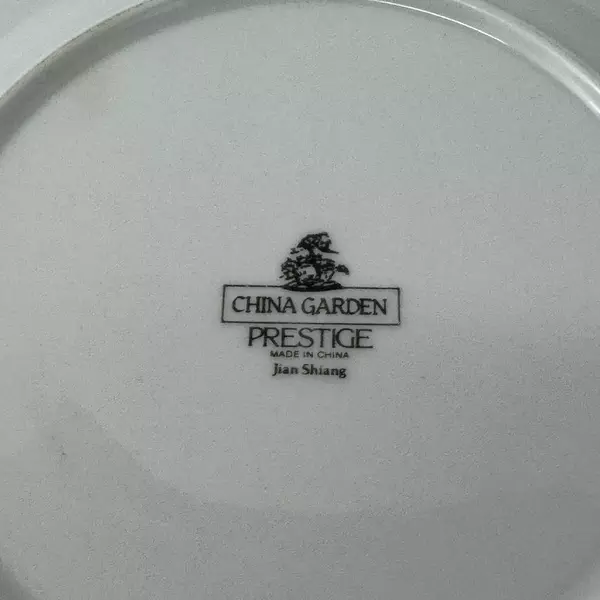 CHINA GARDEN
PRESTIGE
MADE IN CHINA
Jian Shiang